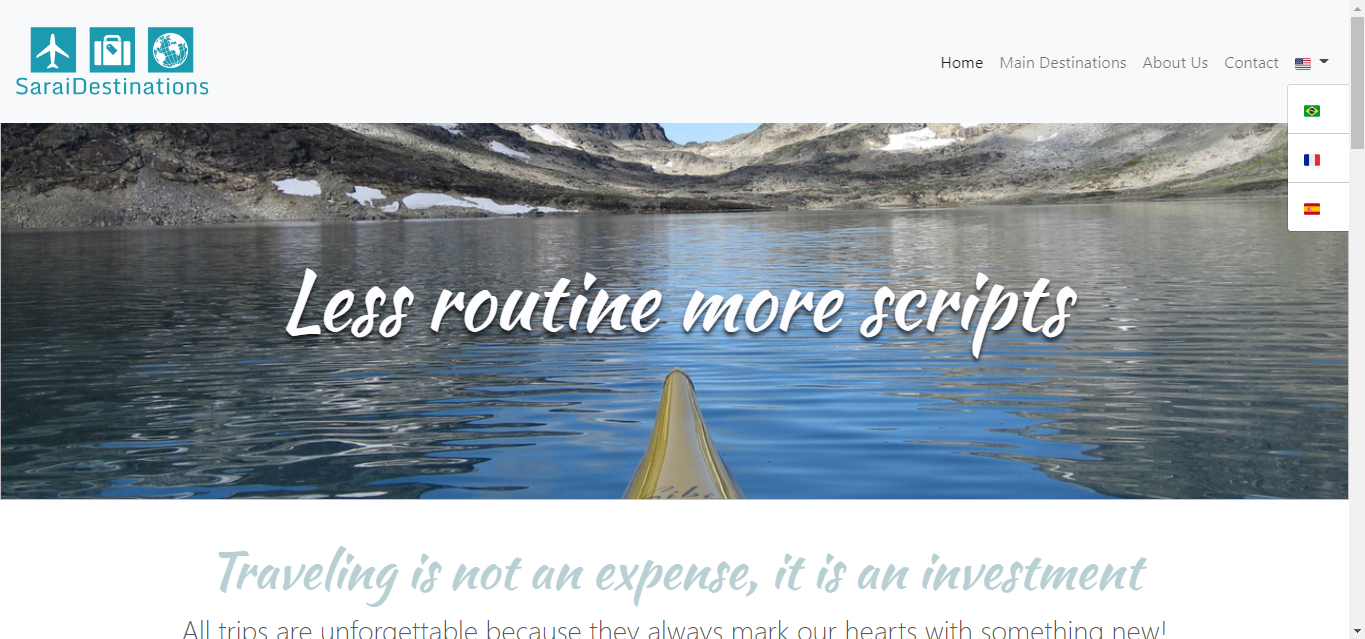 SaraiDestinations
Home Main Destinations About Us Contact
Less routine more scripts
Traveling is not an expense, it is an investment
All trips are unforgettable because they always mark our hearts with something new!